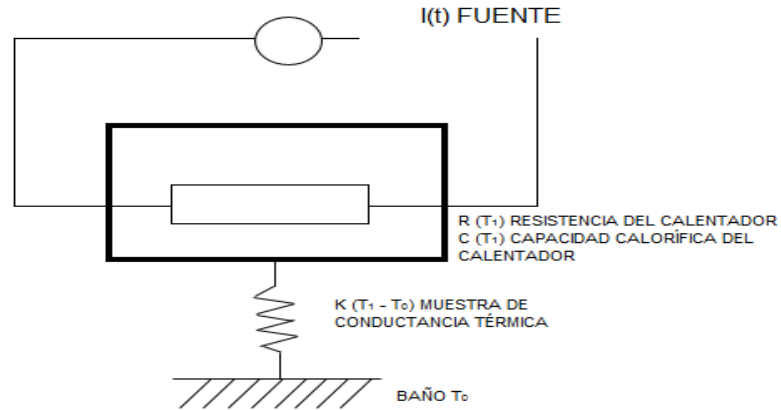 I(t) FUENTE
R (T₁) RESISTENCIA DEL CALENTADOR
C (T₁) CAPACIDAD CALORÍFICA DEL
CALENTADOR
K (T₁ - T₀) MUESTRA DE
CONDUCTANCIA TÉRMICA
BAÑO T₀